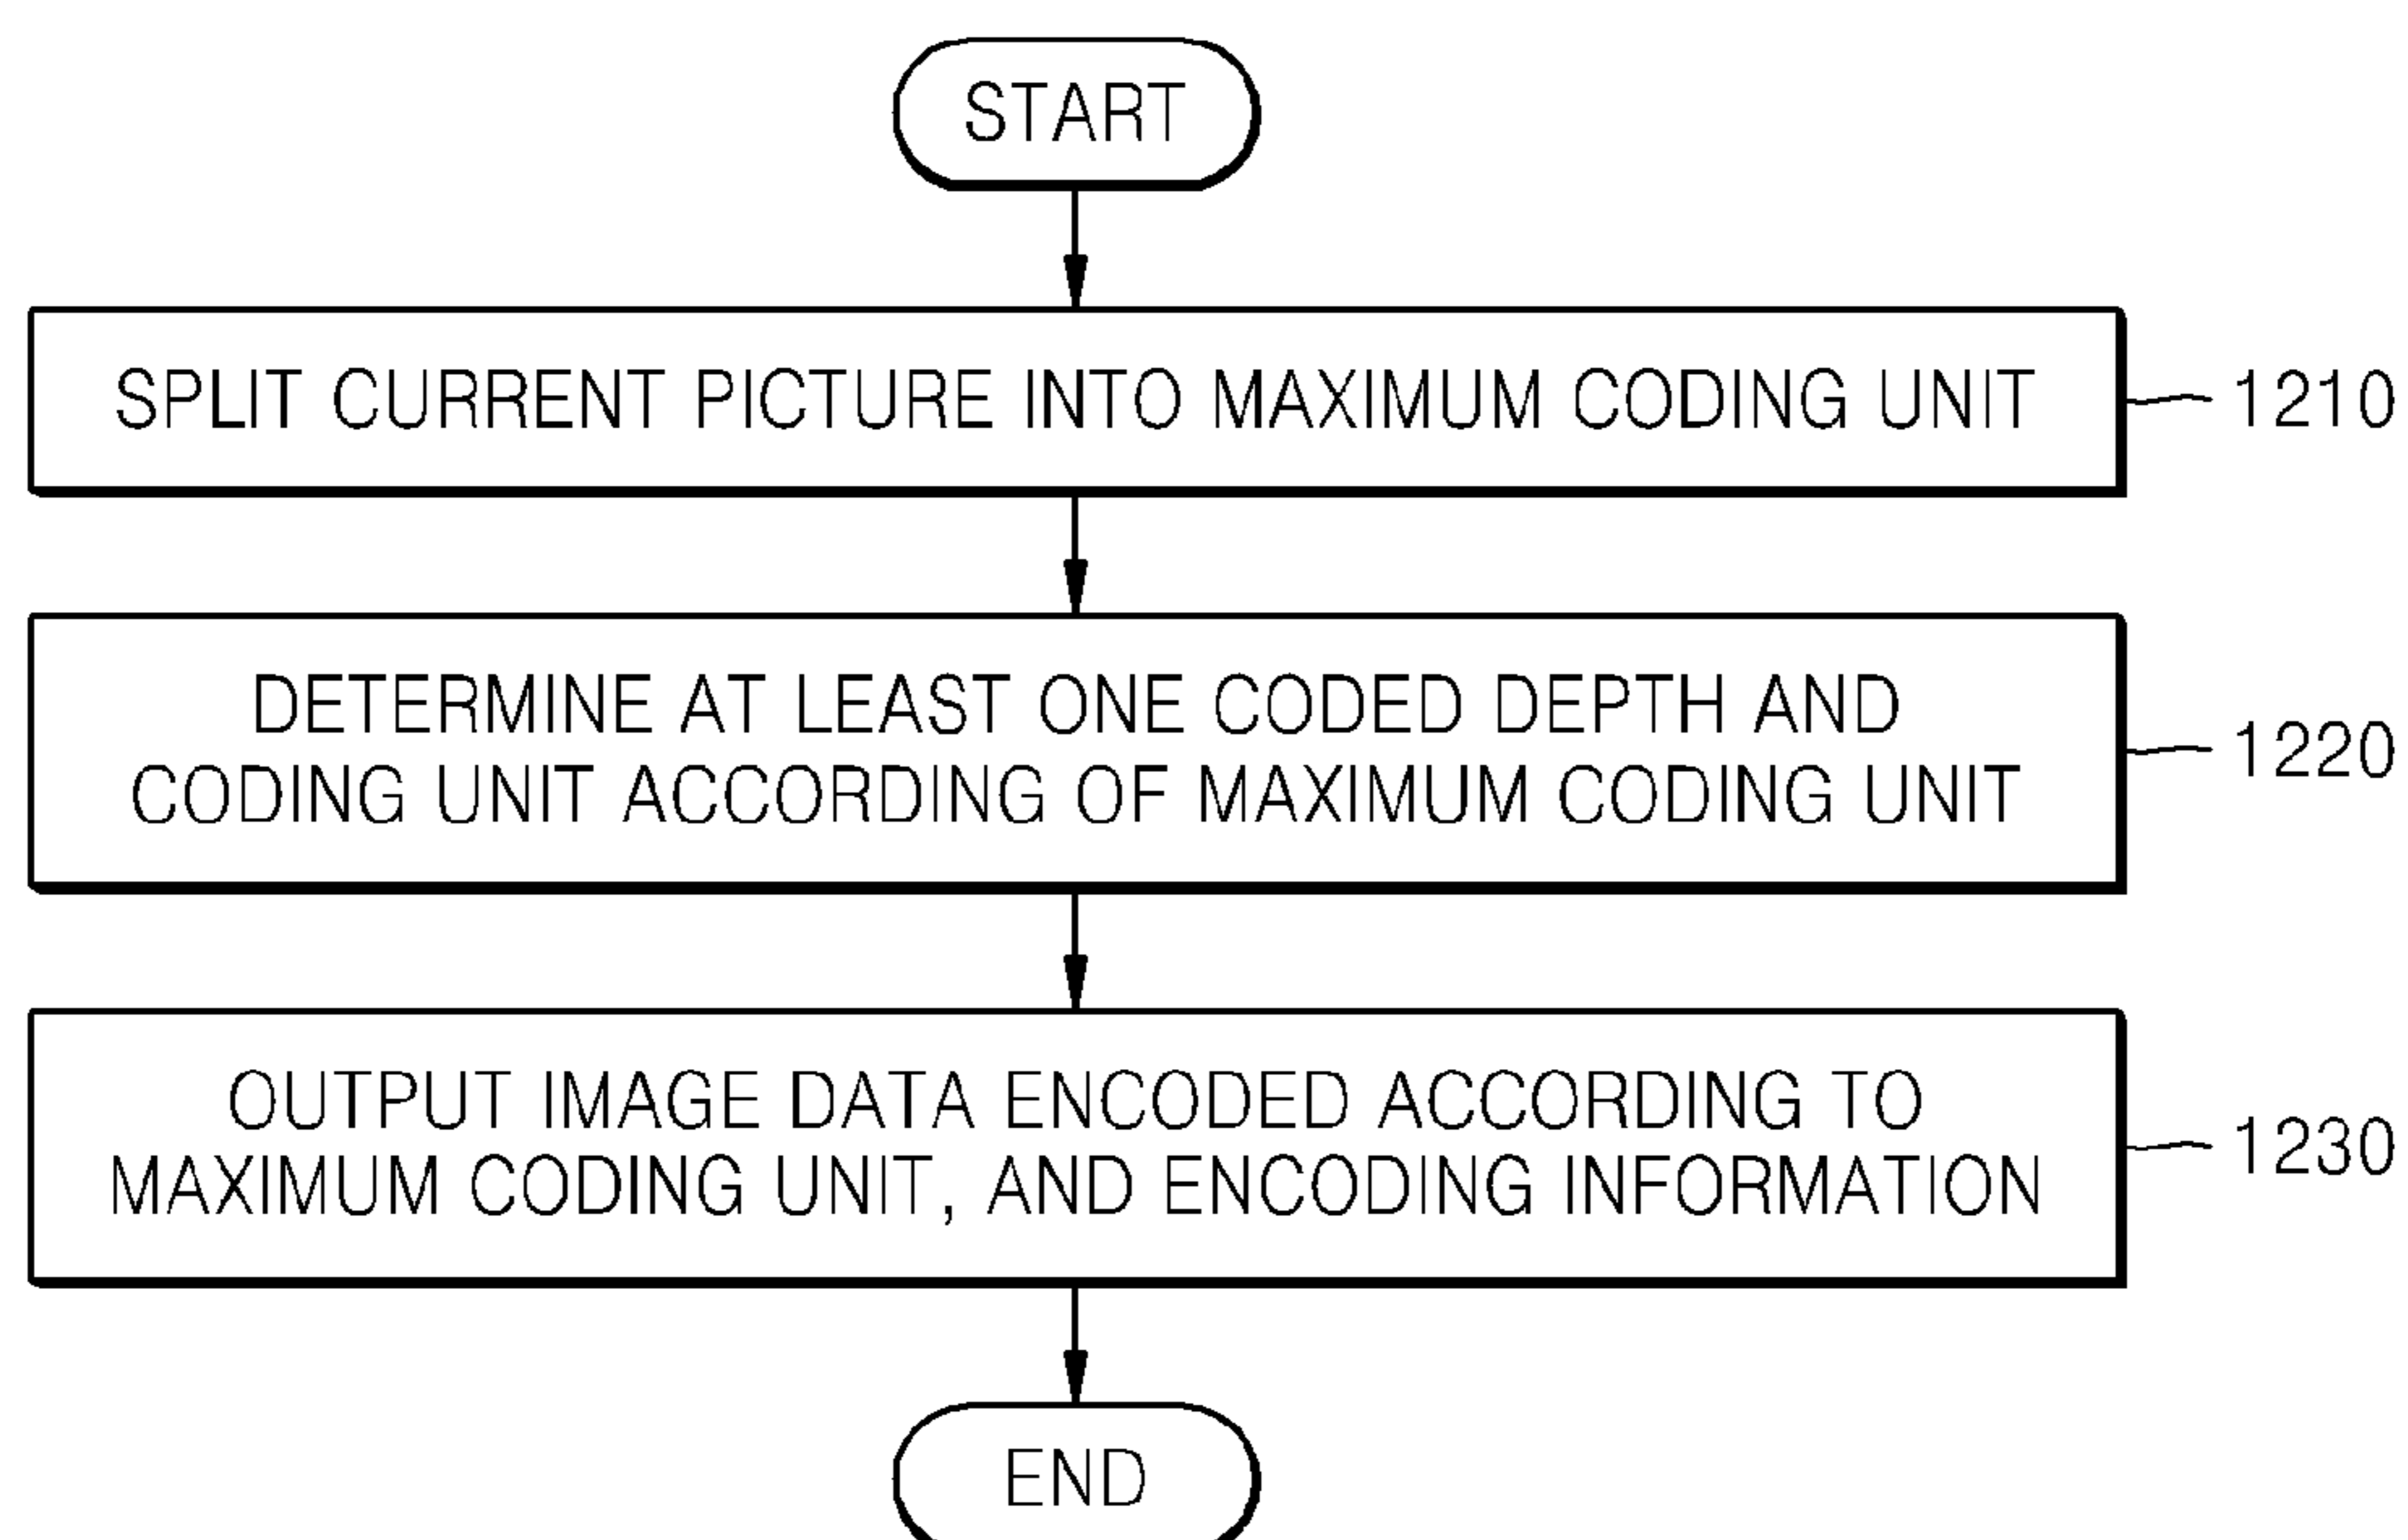 START
SPLIT CURRENT PICTURE INTO MAXIMUM CODING UNIT
1210
DETERMINE AT LEAST ONE CODED DEPTH AND
CODING UNIT ACCORDING OF MAXIMUM CODING UNIT
1220
OUTPUT IMAGE DATA ENCODED ACCORDING TO
MAXIMUM CODING UNIT, AND ENCODING INFORMATION
1230
END